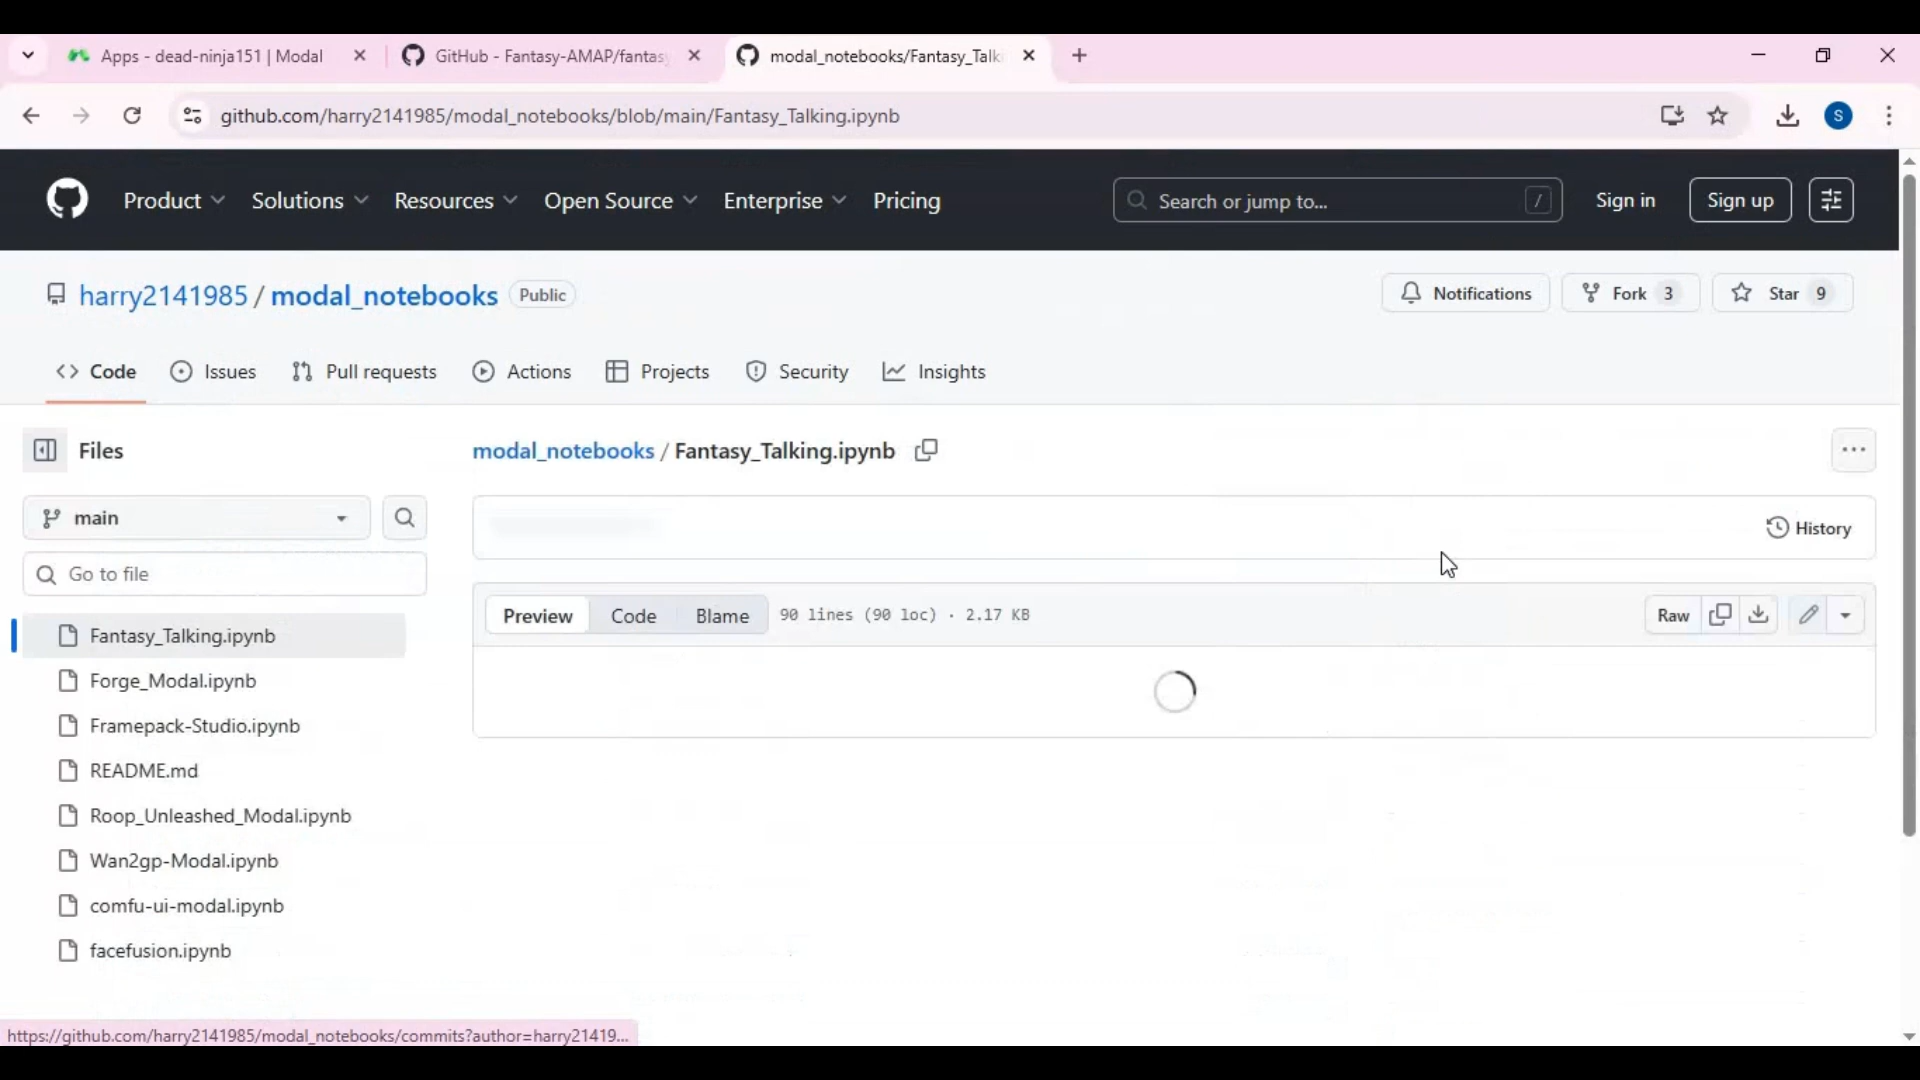 Apps - dead-ninja151 | Modal
GitHub - Fantasy-AMAP/fantasy
modal_notebooks/Fantasy_Talk
github.com/harry2141985/modal_notebooks/blob/main/Fantasy_Talking.ipynb
S
Product
Solutions
Resources
Open Source
Enterprise
Pricing
Search or jump to...
/
Sign in
Sign up
harry2141985 / modal_notebooks
Public
Notifications
Fork 3
Star 9
Code
Issues
Pull requests
Actions
Projects
Security
Insights
Files
modal_notebooks / Fantasy_Talking.ipynb
main
History
Go to file
Preview
Code
Blame
90 lines (90 loc) · 2.17 KB
Raw
Fantasy_Talking.ipynb
Forge_Modal.ipynb
Framepack-Studio.ipynb
README.md
Roop_Unleashed_Modal.ipynb
Wan2gp-Modal.ipynb
comfu-ui-modal.ipynb
facefusion.ipynb
https://github.com/harry2141985/modal_notebooks/commits?author=harry21419...